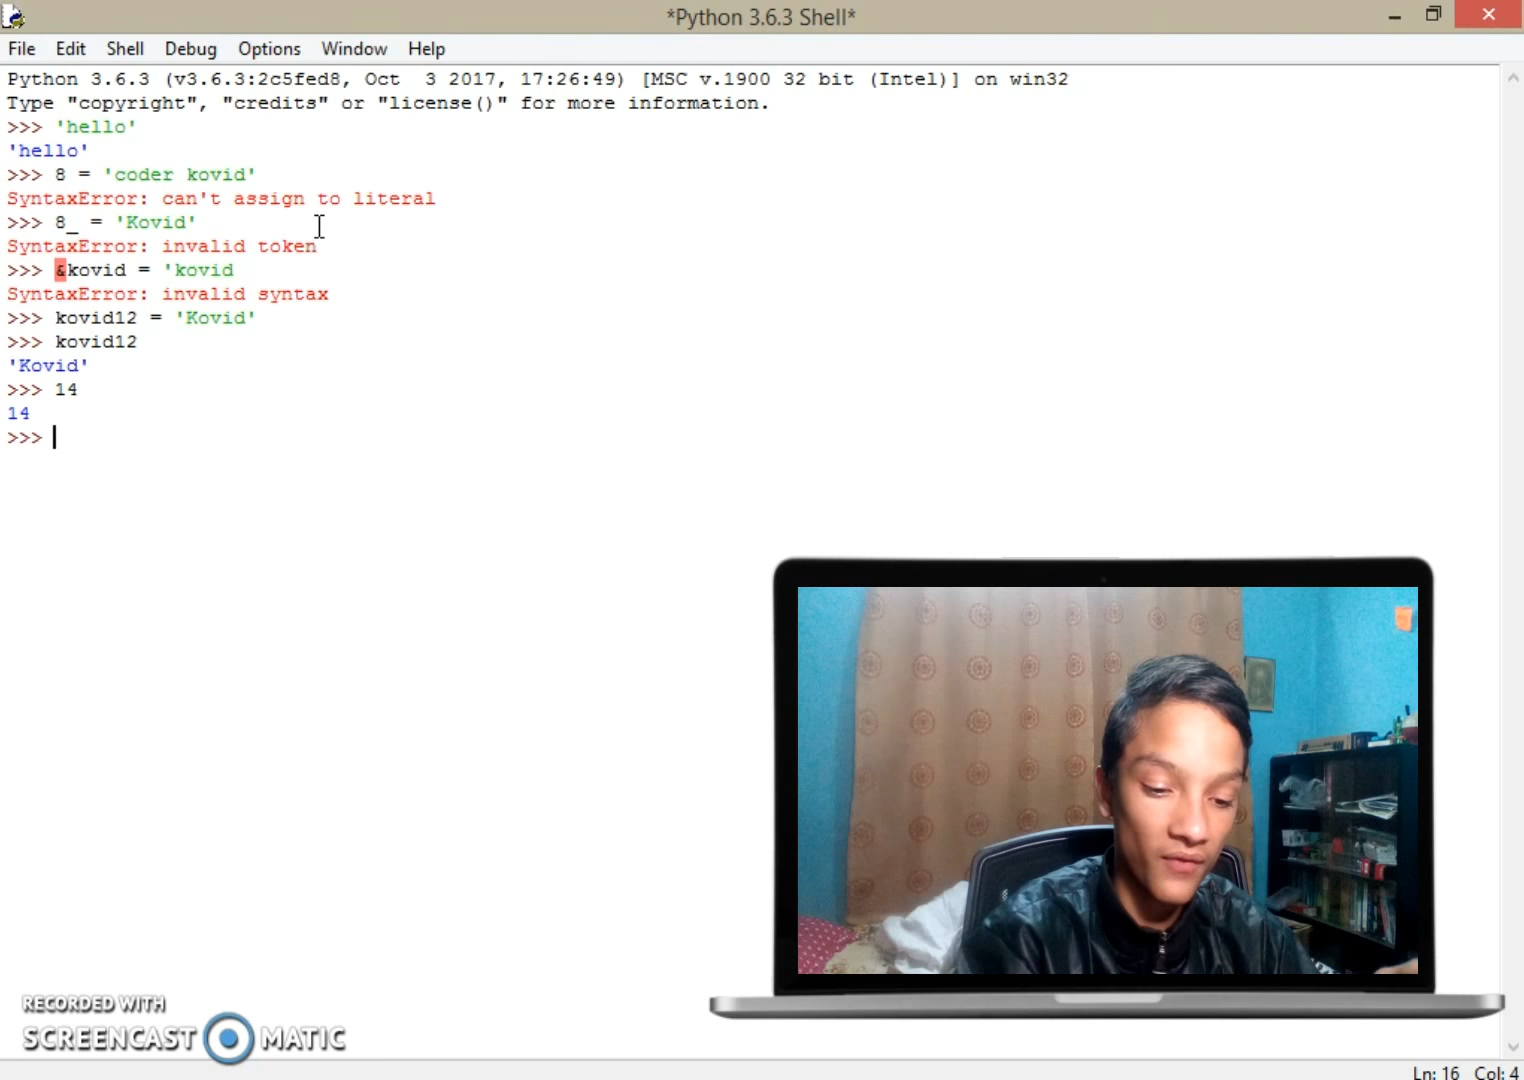 *Python 3.6.3 Shell*
File Edit Shell Debug Options Window Help
Python 3.6.3 (v3.6.3:2c5fed8, Oct  3 2017, 17:26:49) [MSC v.1900 32 bit (Intel)] on win32
Type "copyright", "credits" or "license()" for more information.
>>> 'hello'
'hello'
>>> 8 = 'coder kovid'
SyntaxError: can't assign to literal
>>> 8_ = 'Kovid'
SyntaxError: invalid token
>>> &kovid = 'kovid
SyntaxError: invalid syntax
>>> kovid12 = 'Kovid'
>>> kovid12
'Kovid'
>>> 14
14
>>>
RECORDED WITH
SCREENCAST MATIC
Ln: 16 Col: 4